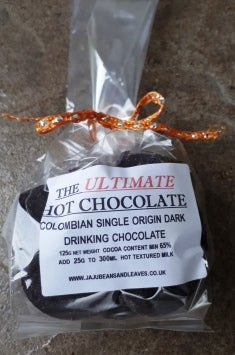 THE ULTIMATE
HOT CHOCOLATE
COLOMBIAN SINGLE ORIGIN DARK
DRINKING CHOCOLATE
125G NET WEIGHT COCOA CONTENT MIN 65%
ADD 25G TO 300ML HOT TEXTURED MILK
WWW.JAJUBEANSANDLEAVES.CO.UK